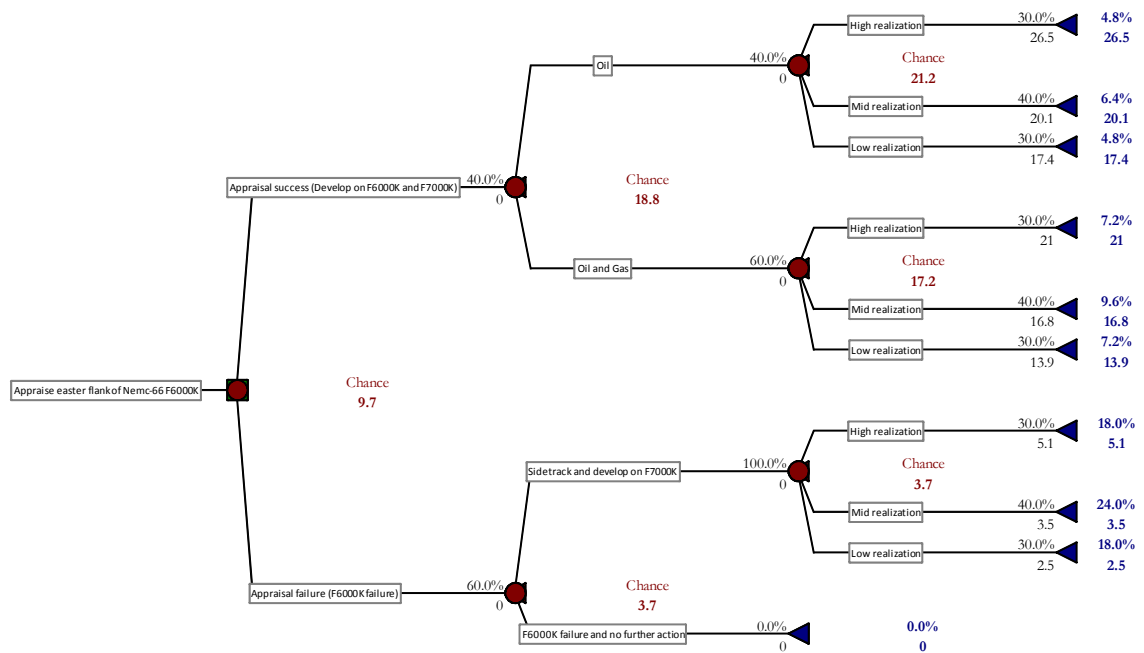 High realization
30.0%
4.8%
26.5
26.5
Oil
40.0%
0
Chance
21.2
Mid realization
40.0%
6.4%
20.1
20.1
Low realization
30.0%
4.8%
17.4
17.4
Appraisal success (Develop on F6000K and F7000K)
40.0%
0
Chance
18.8
High realization
30.0%
7.2%
21
21
Oil and Gas
60.0%
0
Chance
17.2
Mid realization
40.0%
9.6%
16.8
16.8
Low realization
30.0%
7.2%
13.9
13.9
Appraise easter flank of Nemc-66 F6000K
Chance
9.7
High realization
30.0%
18.0%
5.1
5.1
Sidetrack and develop on F7000K
100.0%
0
Chance
3.7
Mid realization
40.0%
24.0%
3.5
3.5
Low realization
30.0%
18.0%
2.5
2.5
Appraisal failure (F6000K failure)
60.0%
0
Chance
3.7
F6000K failure and no further action
0.0%
0
0.0%
0